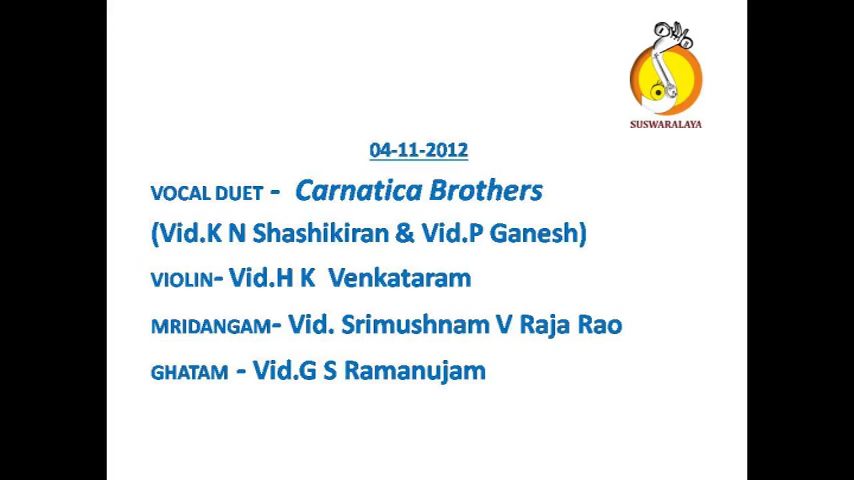 SUSWARALAYA
04-11-2012
VOCAL DUET - Carnatica Brothers
(Vid.K N Shashikiran & Vid.P Ganesh)
VIOLIN- Vid.H K Venkataram
MRIDANGAM- Vid. Srimushnam V Raja Rao
GHATAM - Vid.G S Ramanujam